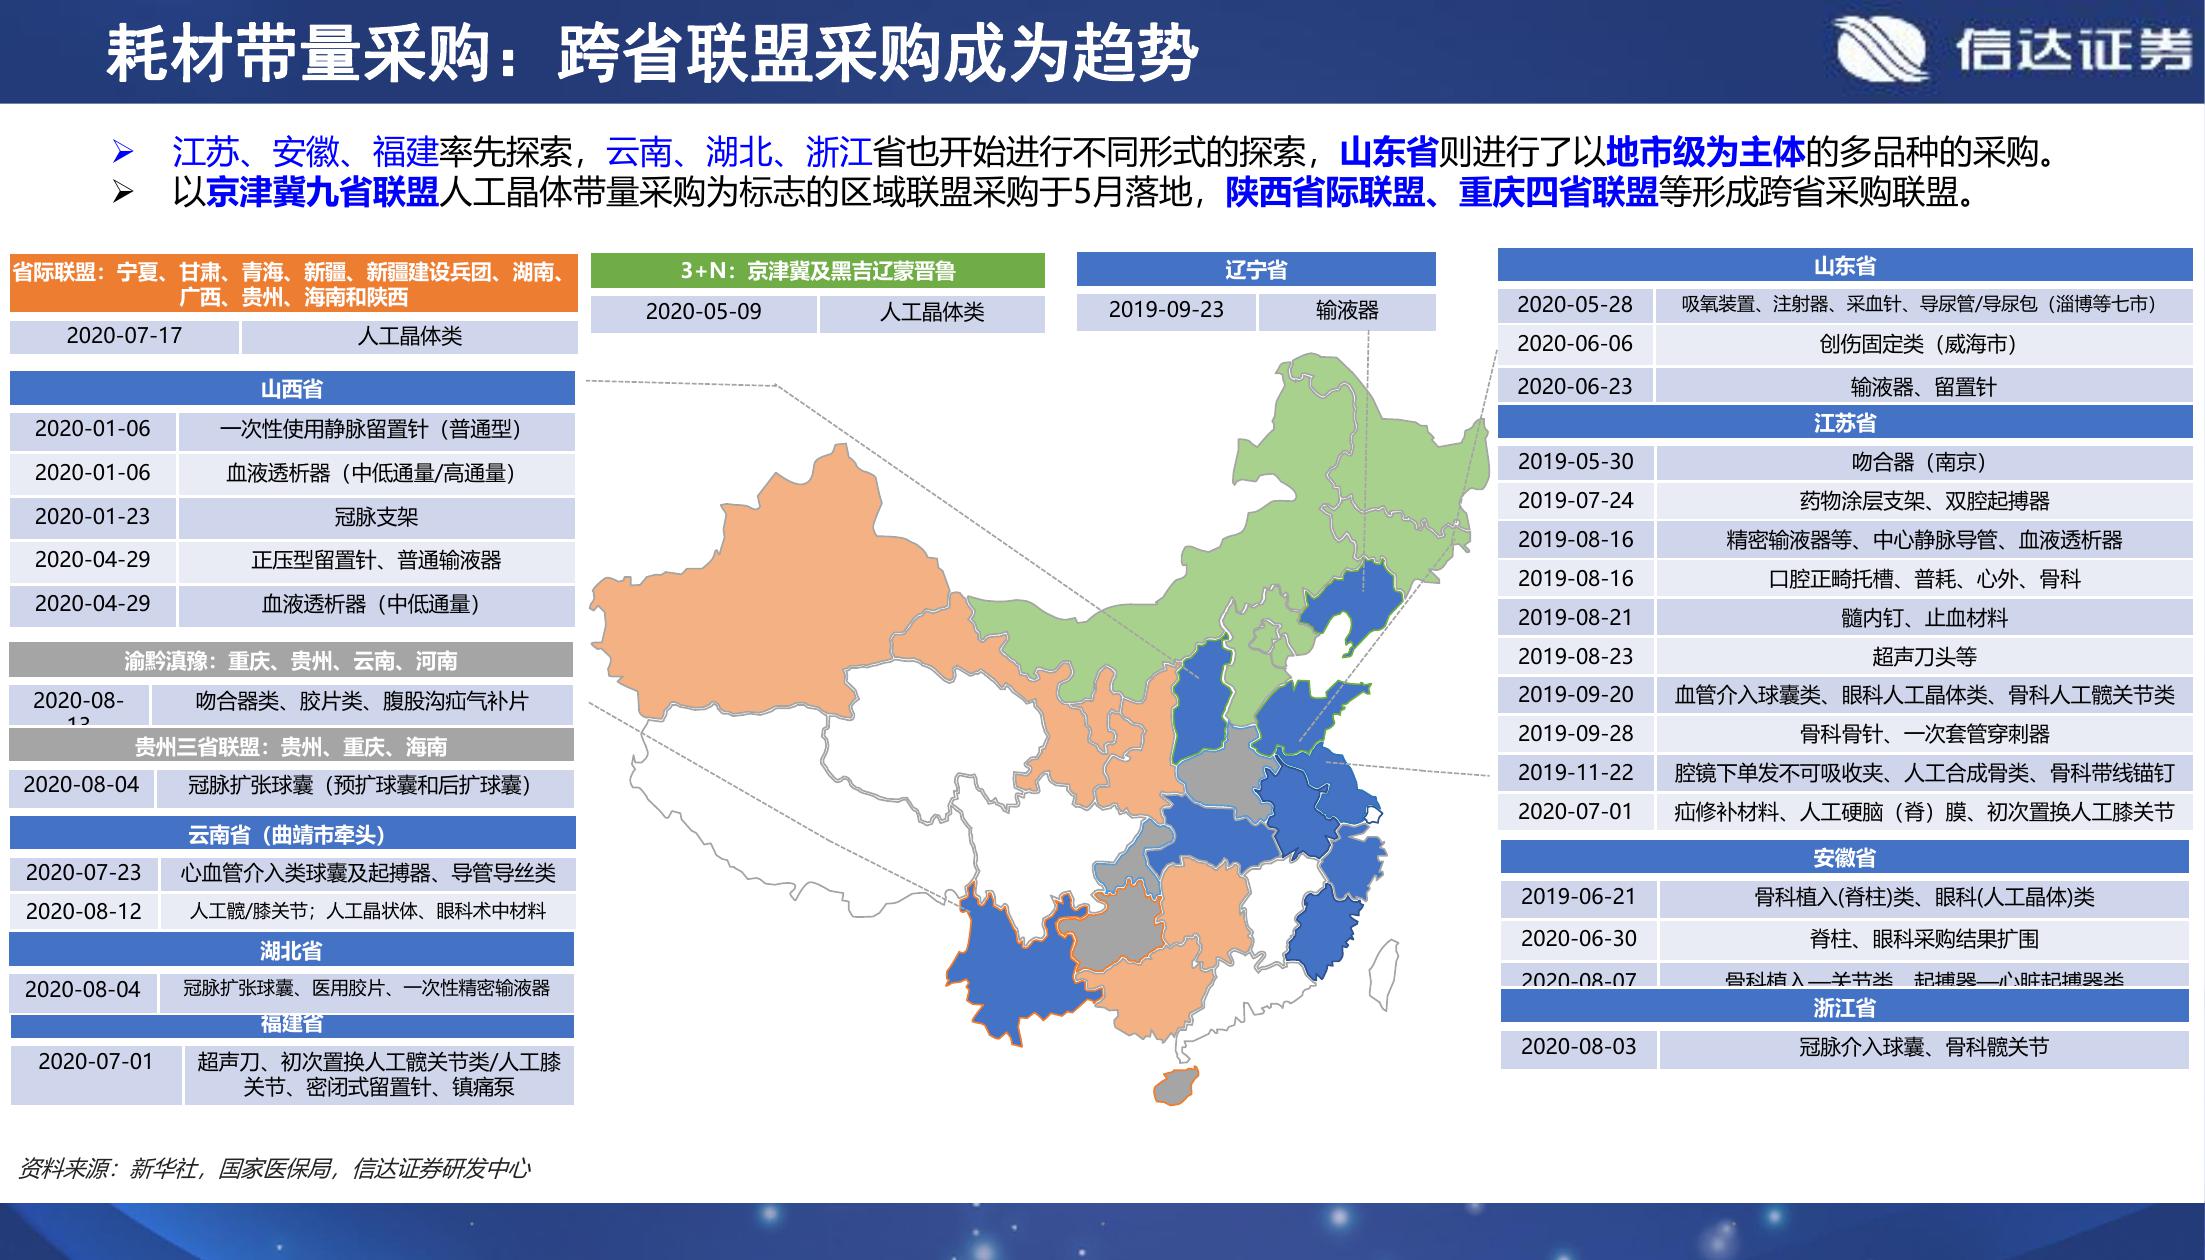 耗材带量采购：跨省联盟采购成为趋势
信达证券
江苏、安徽、福建率先探索，云南、湖北、浙江省也开始进行不同形式的探索，山东省则进行了以地市级为主体的多品种的采购。
以京津冀九省联盟人工晶体带量采购为标志的区域联盟采购于5月落地，陕西省际联盟、重庆四省联盟等形成跨省采购联盟。
省际联盟：宁夏、甘肃、青海、新疆、新疆建设兵团、湖南、
广西、贵州、海南和陕西
2020-07-17 人工晶体类
山西省
2020-01-06 一次性使用静脉留置针（普通型）
2020-01-06 血液透析器（中低通量/高通量）
2020-01-23 冠脉支架
2020-04-29 正压型留置针、普通输液器
2020-04-29 血液透析器（中低通量）
渝黔滇豫：重庆、贵州、云南、河南
2020-08- 吻合器类、胶片类、腹股沟疝气补片
13
贵州三省联盟：贵州、重庆、海南
2020-08-04 冠脉扩张球囊（预扩球囊和后扩球囊）
云南省（曲靖市牵头）
2020-07-23 心血管介入类球囊及起搏器、导管导丝类
2020-08-12 人工髋/膝关节；人工晶状体、眼科术中材料
湖北省
2020-08-04 冠脉扩张球囊、医用胶片、一次性精密输液器
福建省
2020-07-01 超声刀、初次置换人工髋关节类/人工膝
关节、密闭式留置针、镇痛泵
3+N：京津冀及黑吉辽蒙晋鲁
2020-05-09 人工晶体类
辽宁省
2019-09-23 输液器
山东省
2020-05-28 吸氧装置、注射器、采血针、导尿管/导尿包（淄博等七市）
2020-06-06 创伤固定类（威海市）
2020-06-23 输液器、留置针
江苏省
2019-05-30 吻合器（南京）
2019-07-24 药物涂层支架、双腔起搏器
2019-08-16 精密输液器等、中心静脉导管、血液透析器
2019-08-16 口腔正畸托槽、普耗、心外、骨科
2019-08-21 髓内钉、止血材料
2019-08-23 超声刀头等
2019-09-20 血管介入球囊类、眼科人工晶体类、骨科人工髋关节类
2019-09-28 骨科骨针、一次套管穿刺器
2019-11-22 腔镜下单发不可吸收夹、人工合成骨类、骨科带线锚钉
2020-07-01 疝修补材料、人工硬脑（脊）膜、初次置换人工膝关节
安徽省
2019-06-21 骨科植入(脊柱)类、眼科(人工晶体)类
2020-06-30 脊柱、眼科采购结果扩围
2020-08-07 骨科植入—关节类、起搏器—心脏起搏器类
浙江省
2020-08-03 冠脉介入球囊、骨科髋关节
资料来源：新华社，国家医保局，信达证券研发中心